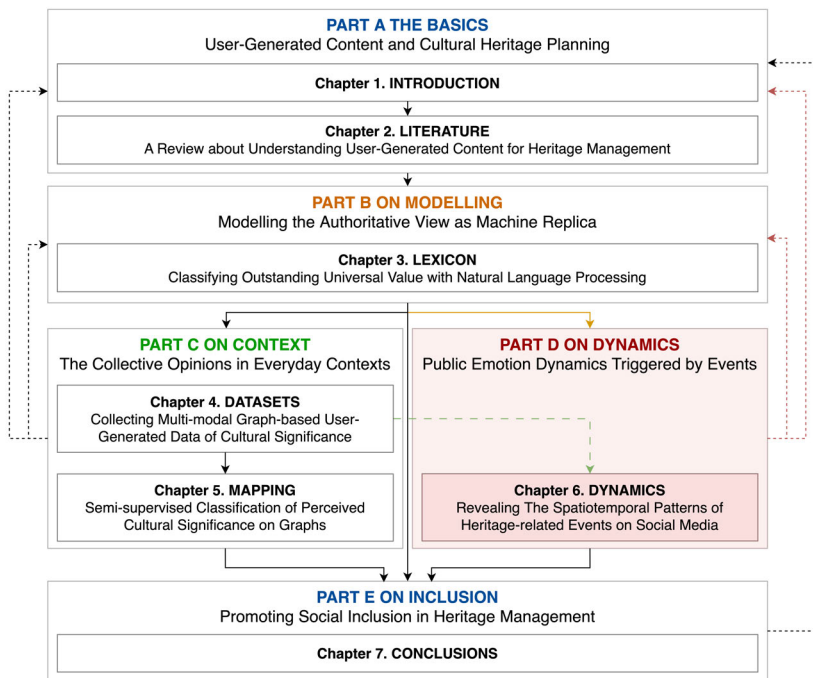 PART A THE BASICS
User-Generated Content and Cultural Heritage Planning
Chapter 1. INTRODUCTION
Chapter 2. LITERATURE
A Review about Understanding User-Generated Content for Heritage Management
PART B ON MODELLING
Modelling the Authoritative View as Machine Replica
Chapter 3. LEXICON
Classifying Outstanding Universal Value with Natural Language Processing
PART C ON CONTEXT
The Collective Opinions in Everyday Contexts
Chapter 4. DATASETS
Collecting Multi-modal Graph-based User-
Generated Data of Cultural Significance
Chapter 5. MAPPING
Semi-supervised Classification of Perceived
Cultural Significance on Graphs
PART D ON DYNAMICS
Public Emotion Dynamics Triggered by Events
Chapter 6. DYNAMICS
Revealing The Spatiotemporal Patterns of
Heritage-related Events on Social Media
PART E ON INCLUSION
Promoting Social Inclusion in Heritage Management
Chapter 7. CONCLUSIONS